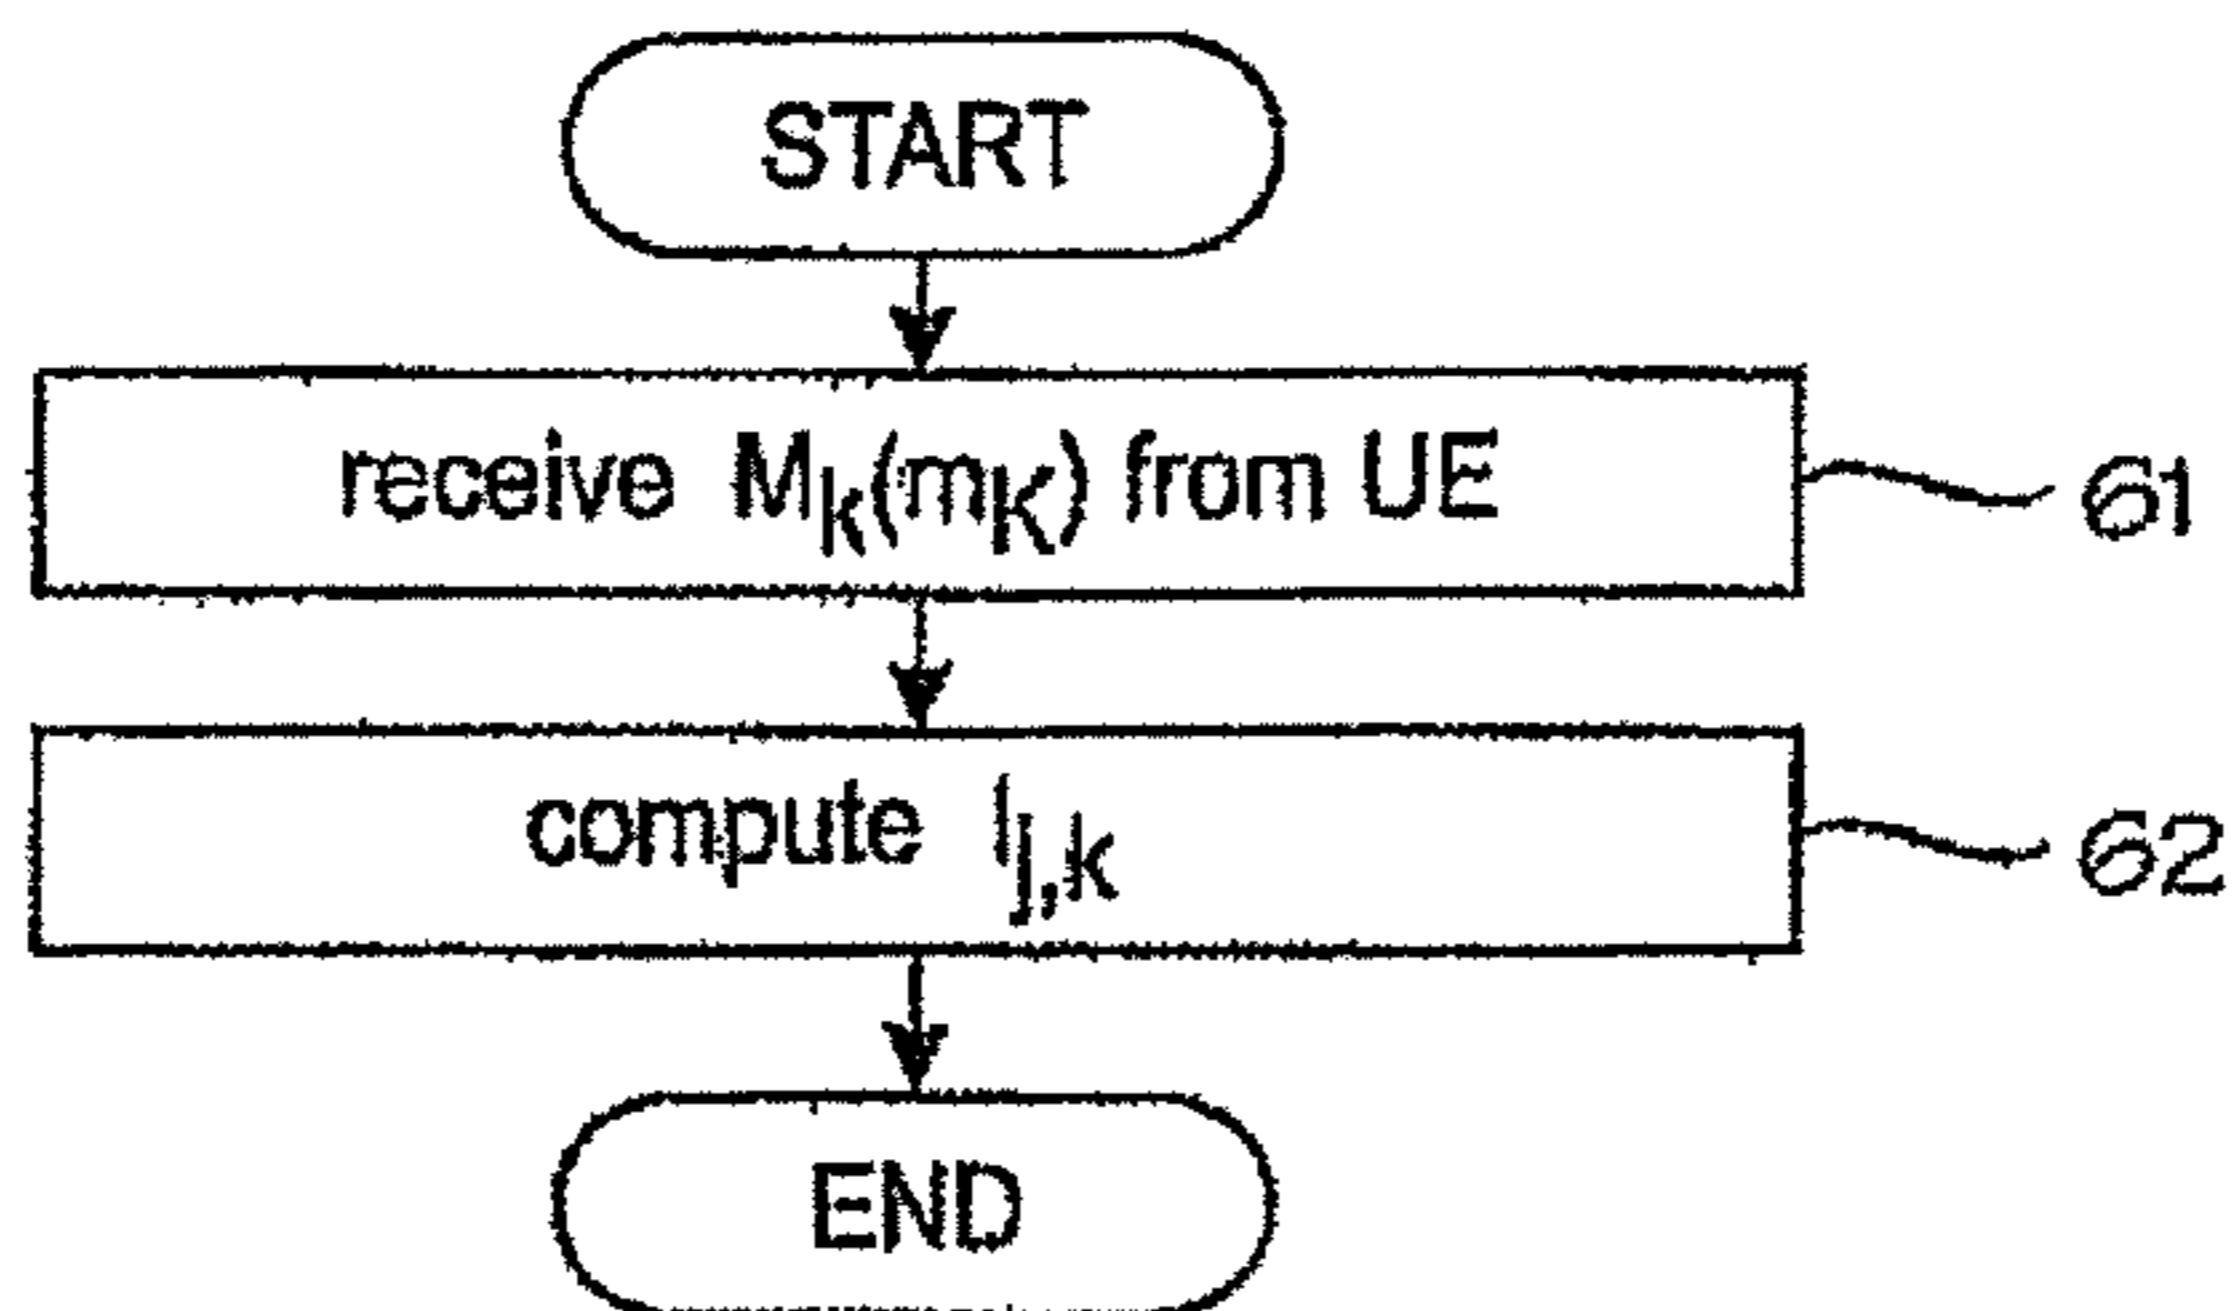 START
receive M_k(m_K) from UE
61
compute I_j,k
62
END